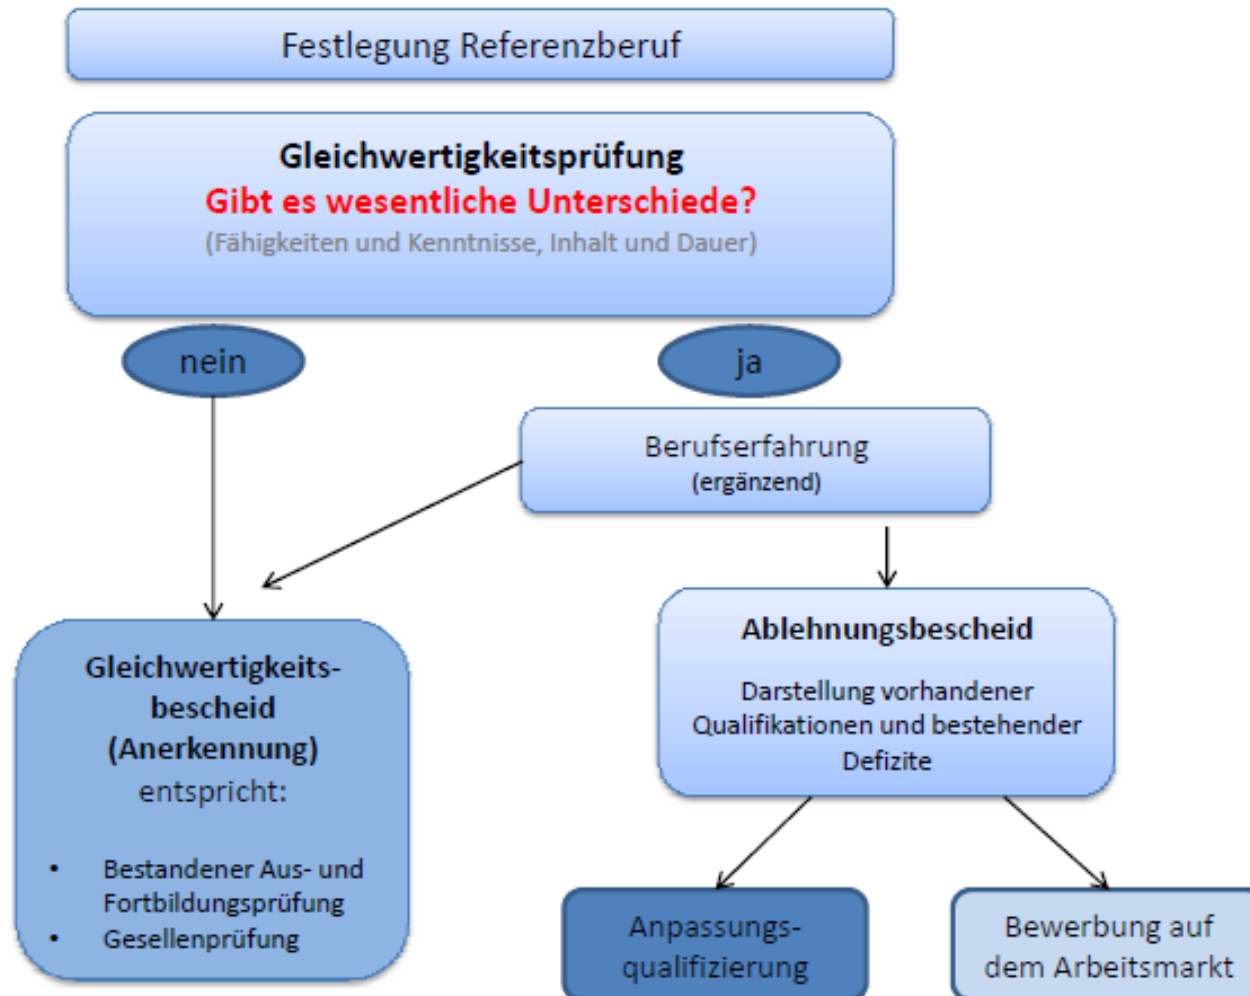 Festlegung Referenzberuf
Gleichwertigkeitsprüfung
Gibt es wesentliche Unterschiede?
(Fähigkeiten und Kenntnisse, Inhalt und Dauer)
nein
ja
Berufserfahrung
(ergänzend)
Gleichwertigkeits-
bescheid
(Anerkennung)
entspricht:
• Bestandener Aus- und
Fortbildungsprüfung
• Gesellenprüfung
Ablehnungsbescheid
Darstellung vorhandener
Qualifikationen und bestehender
Defizite
Anpassungs-
qualifizierung
Bewerbung auf
dem Arbeitsmarkt